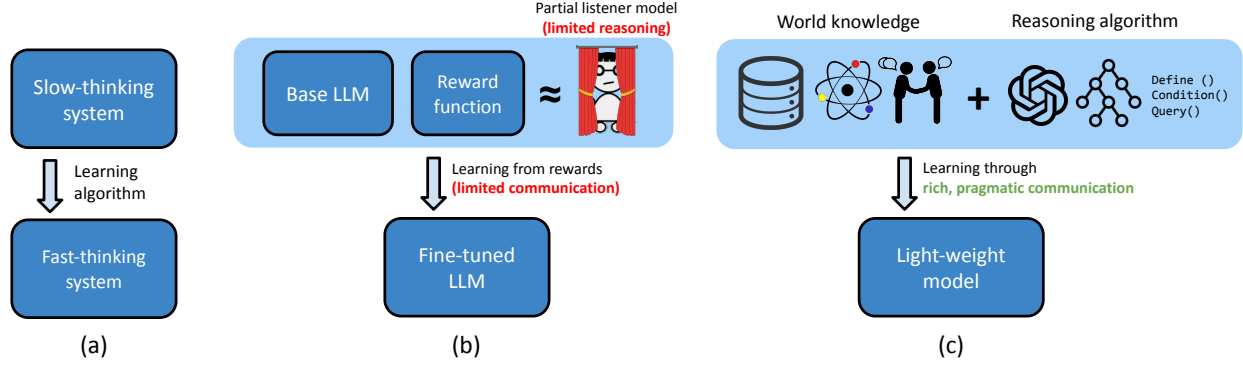 Slow-thinking
system
Learning
algorithm
Fast-thinking
system
(a)
Partial listener model
(limited reasoning)
Base LLM
Reward
function
≈
Learning from rewards
(limited communication)
Fine-tuned
LLM
(b)
World knowledge
Reasoning algorithm
+
Define ()
Condition()
Query()
Learning through
rich, pragmatic communication
Light-weight
model
(c)